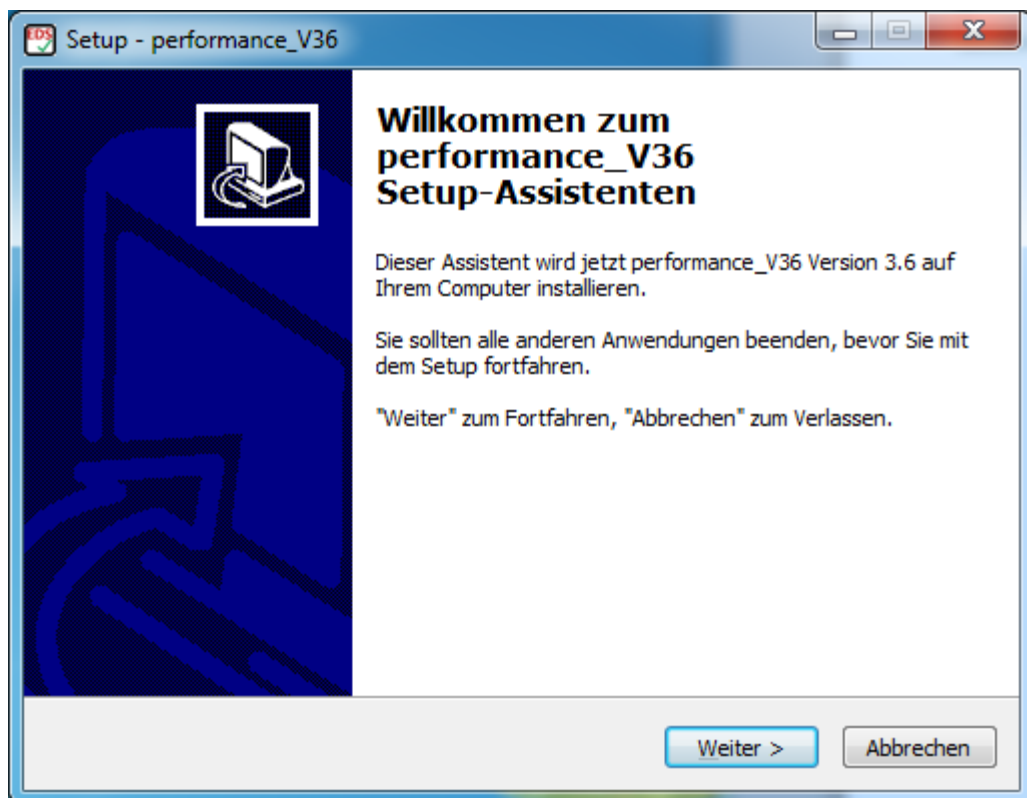 EDS
Setup - performance_V36
Willkommen zum
performance_V36
Setup-Assistenten
Dieser Assistent wird jetzt performance_V36 Version 3.6 auf
Ihrem Computer installieren.
Sie sollten alle anderen Anwendungen beenden, bevor Sie mit
dem Setup fortfahren.
"Weiter" zum Fortfahren, "Abbrechen" zum Verlassen.
Weiter >
Abbrechen